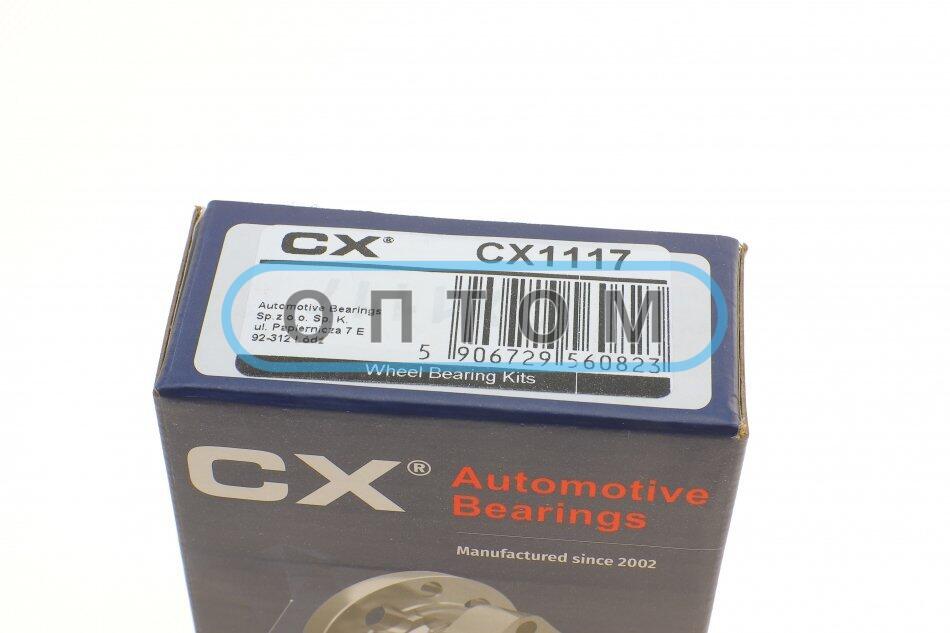 CX® CX1117
Automotive Bearings
Sp.z o.o. Sp. K.
ul. Papiernicza 7 E
92-312 Łódź
ОПТОМ
5 906729 560823
Wheel Bearing Kits
CX®
Automotive
Bearings
Manufactured since 2002